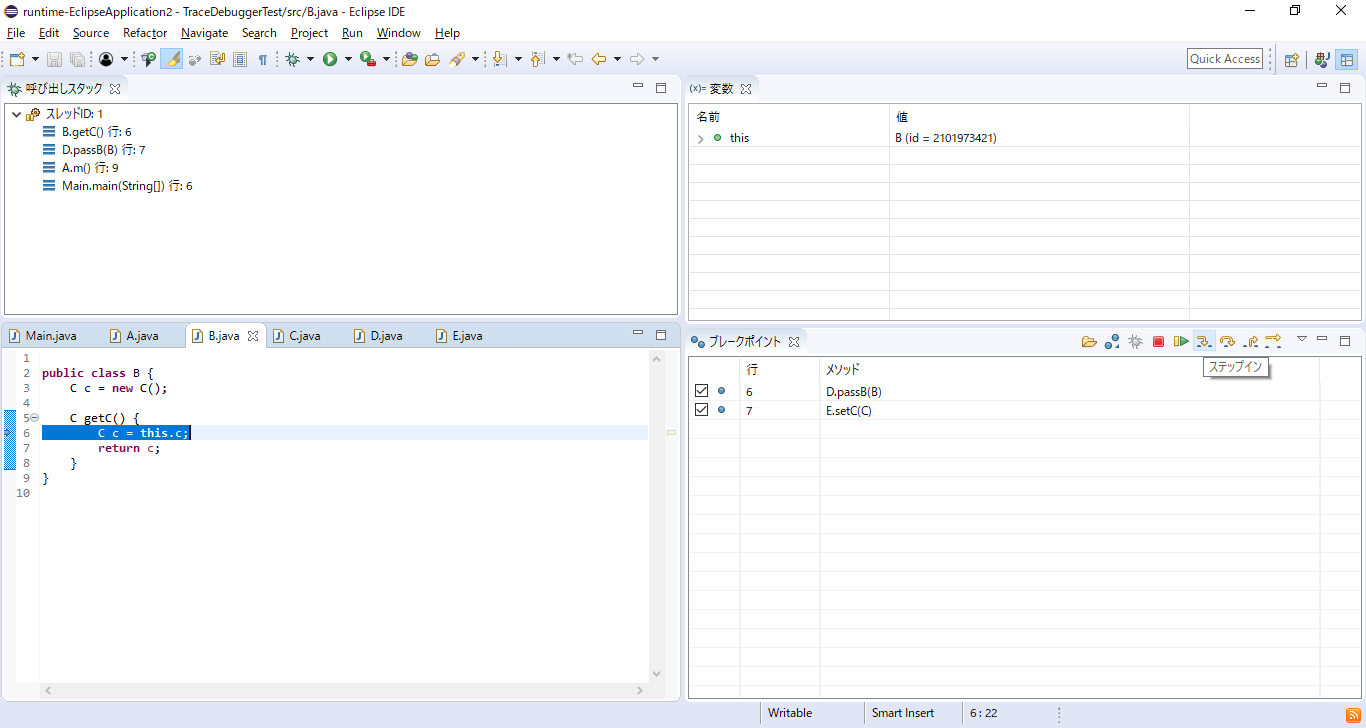 runtime-EclipseApplication2 - TraceDebuggerTest/src/B.java - Eclipse IDE
File Edit Source Refactor Navigate Search Project Run Window Help
Quick Access
呼び出しスタック
スレッドID: 1
B.getC() 行: 6
D.passB(B) 行: 7
A.m() 行: 9
Main.main(String[]) 行: 6
(x)= 変数
名前 値
this B (id = 2101973421)
Main.java A.java B.java C.java D.java E.java
1
2 public class B {
3 C c = new C();
4
5 C getC() {
6 C c = this.c;
7 return c;
8 }
9 }
10
ブレークポイント
ステップイン
行 メソッド
6 D.passB(B)
7 E.setC(C)
Writable Smart Insert 6 : 22